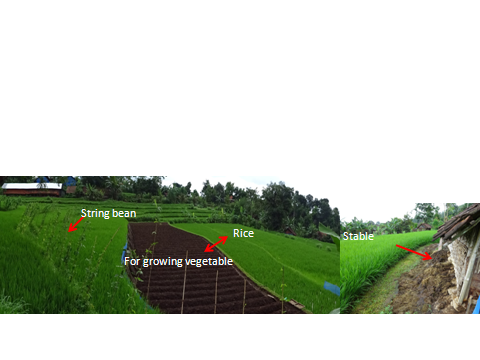 String bean
Rice
For growing vegetable
Stable